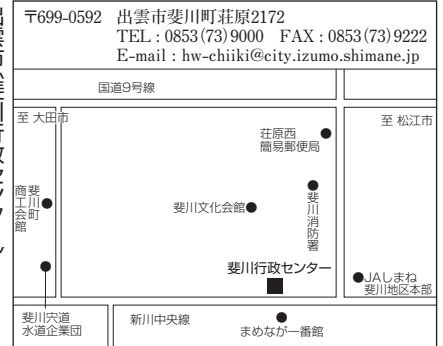 〒699-0592 出雲市斐川町荘原2172
TEL : 0853(73)9000 FAX : 0853(73)9222
E-mail : hw-chiiki@city.izumo.shimane.jp
国道9号線
至 大田市
至 松江市
荘原西
簡易郵便局
斐川町
商工会館
斐川文化会館
斐川消防署
斐川行政センター
JAしまね
斐川地区本部
斐川宍道
水道企業団
新川中央線
まめなが一番館